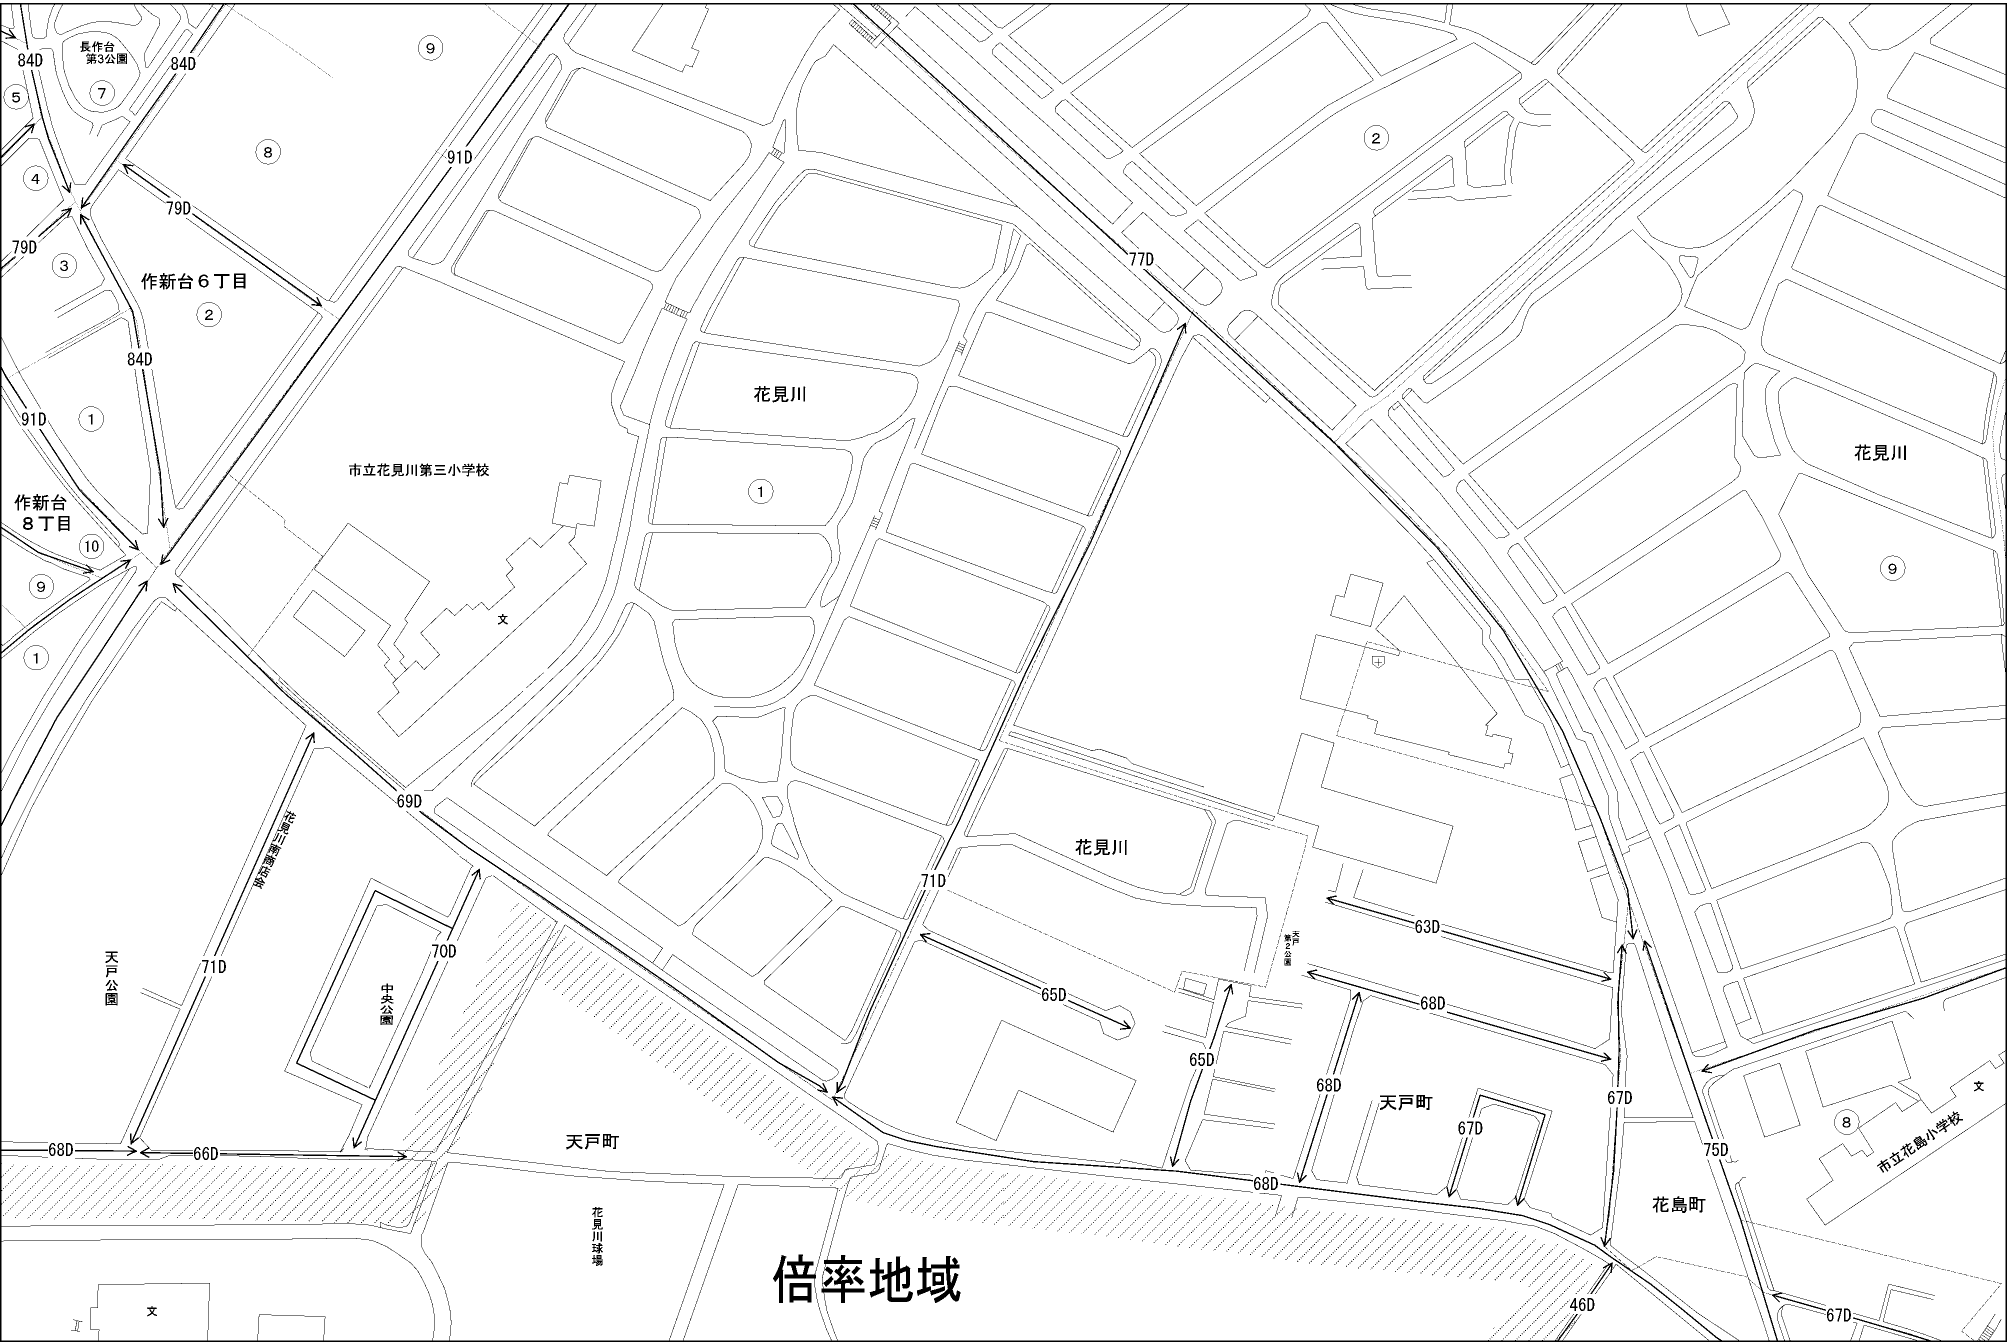 長作台
第3公園
84D
84D
⑨
⑤
⑦
⑧
91D
②
④
79D
79D
③
作新台６丁目
②
77D
84D
91D
①
花見川
花見川
市立花見川第三小学校
①
作新台
８丁目
⑩
⑨
⑨
文
①
69D
花見川南商店会
花見川
71D
天戸公園
71D
70D
中央公園
63D
天戸
第2公園
65D
68D
65D
68D
天戸町
67D
67D
68D
66D
天戸町
75D
⑧
文
市立花島小学校
68D
花島町
花見川球場
倍率地域
46D
67D
文